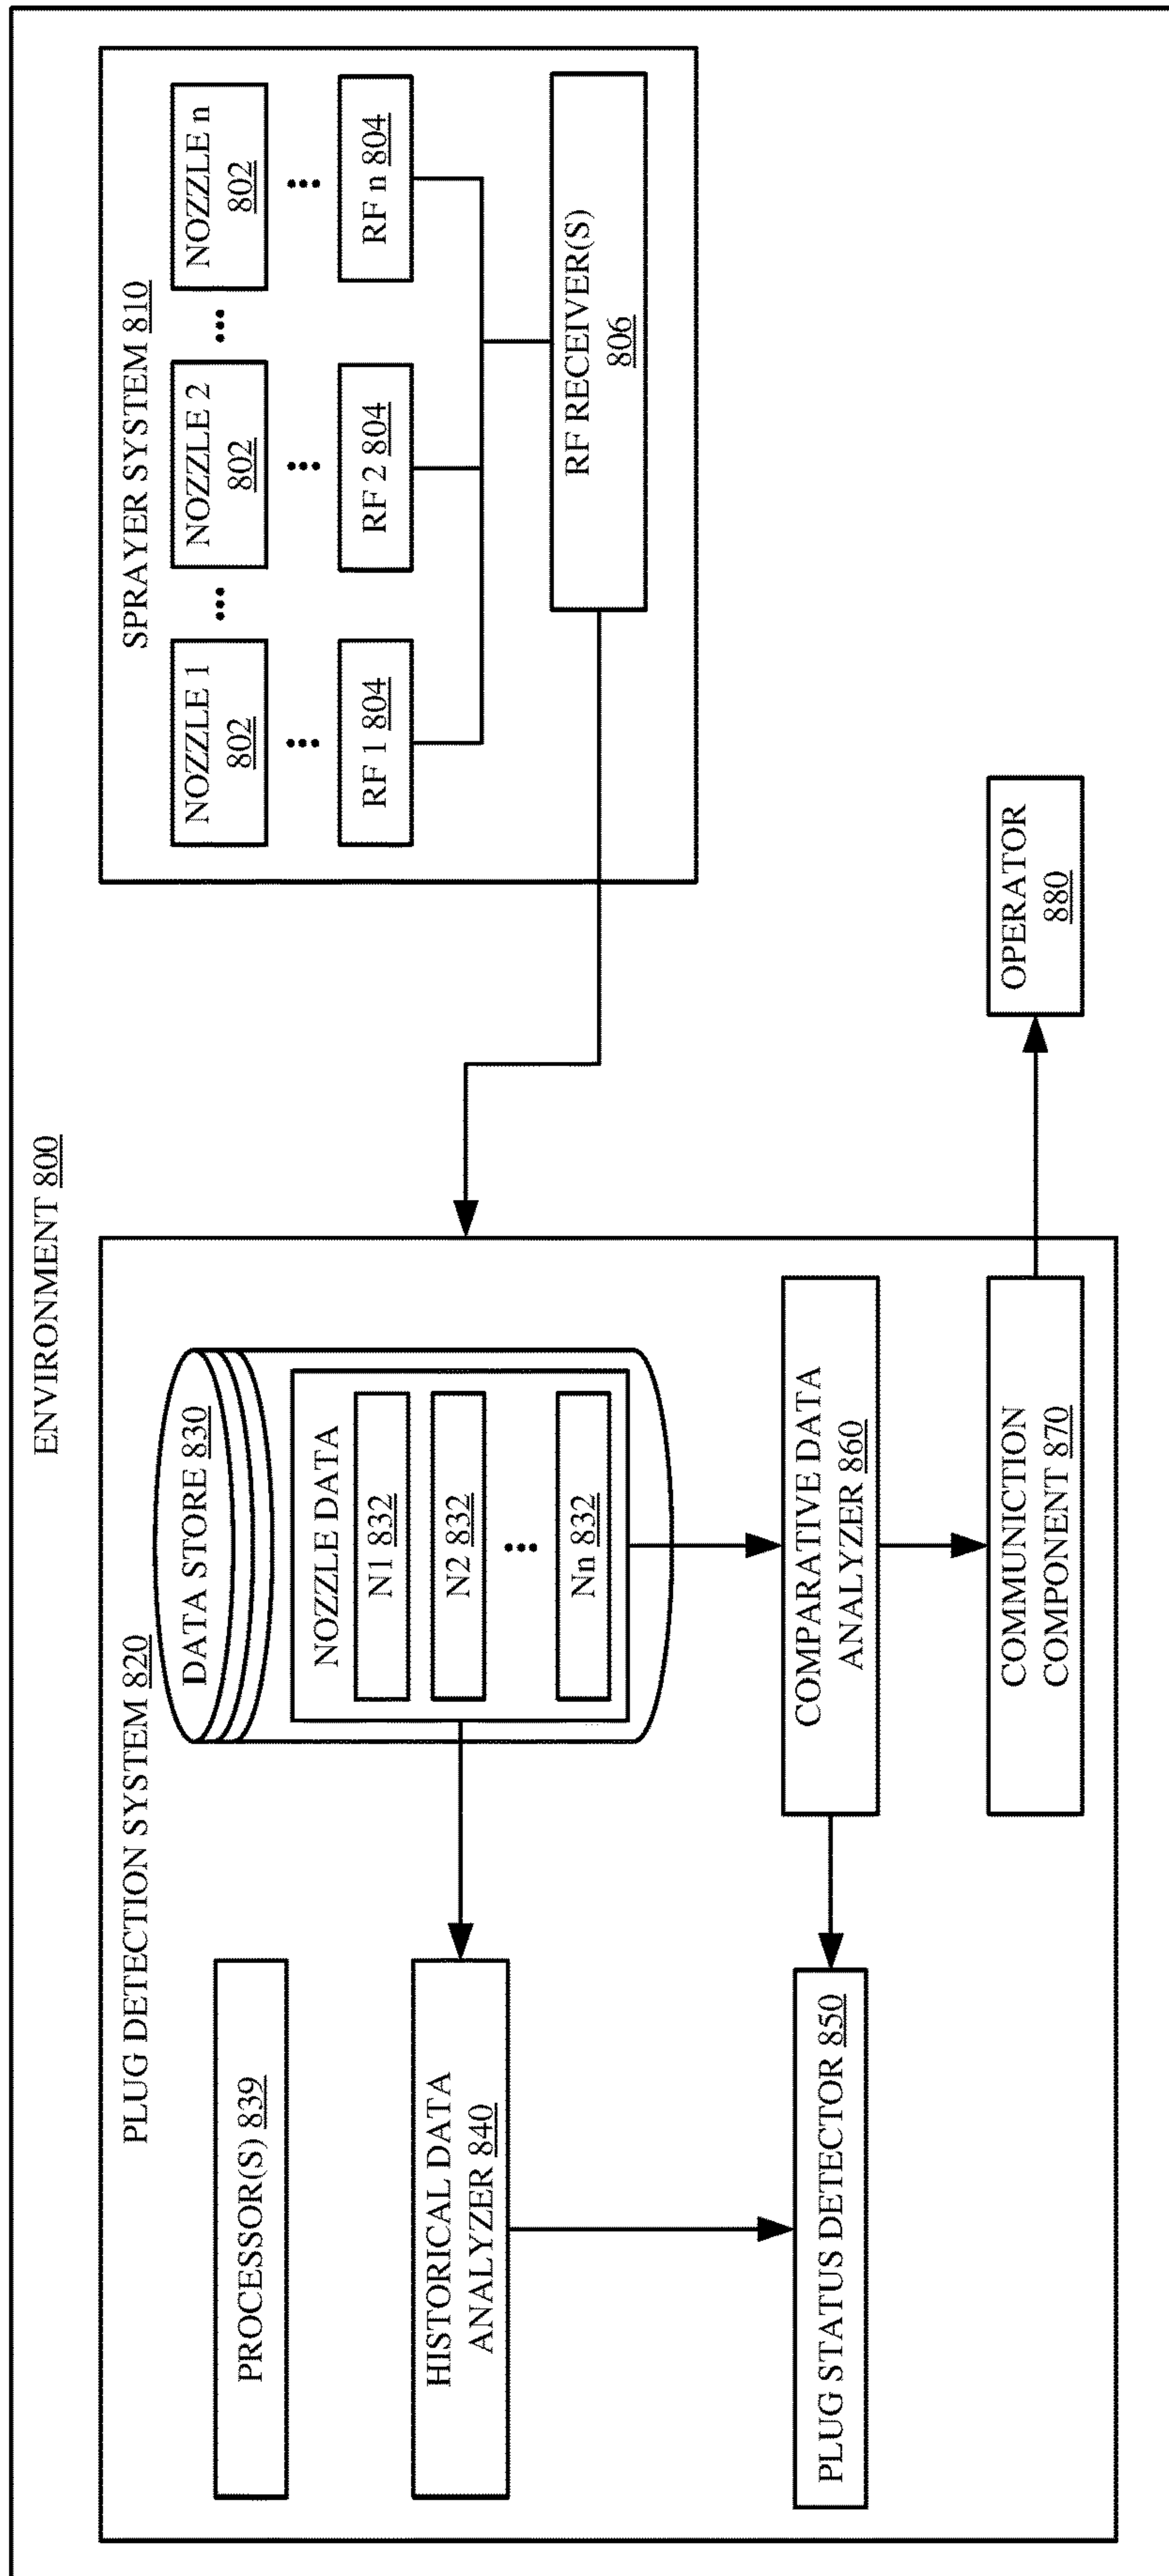 ENVIRONMENT 800
PLUG DETECTION SYSTEM 820
PROCESSOR(S) 839
HISTORICAL DATA
ANALYZER 840
PLUG STATUS DETECTOR 850
DATA STORE 830
NOZZLE DATA
N1 832
N2 832
Nn 832
COMPARATIVE DATA
ANALYZER 860
COMMUNICTION
COMPONENT 870
SPRAYER SYSTEM 810
NOZZLE 1
802
NOZZLE 2
802
NOZZLE n
802
RF 1 804
RF 2 804
RF n 804
RF RECEIVER(S)
806
OPERATOR
880